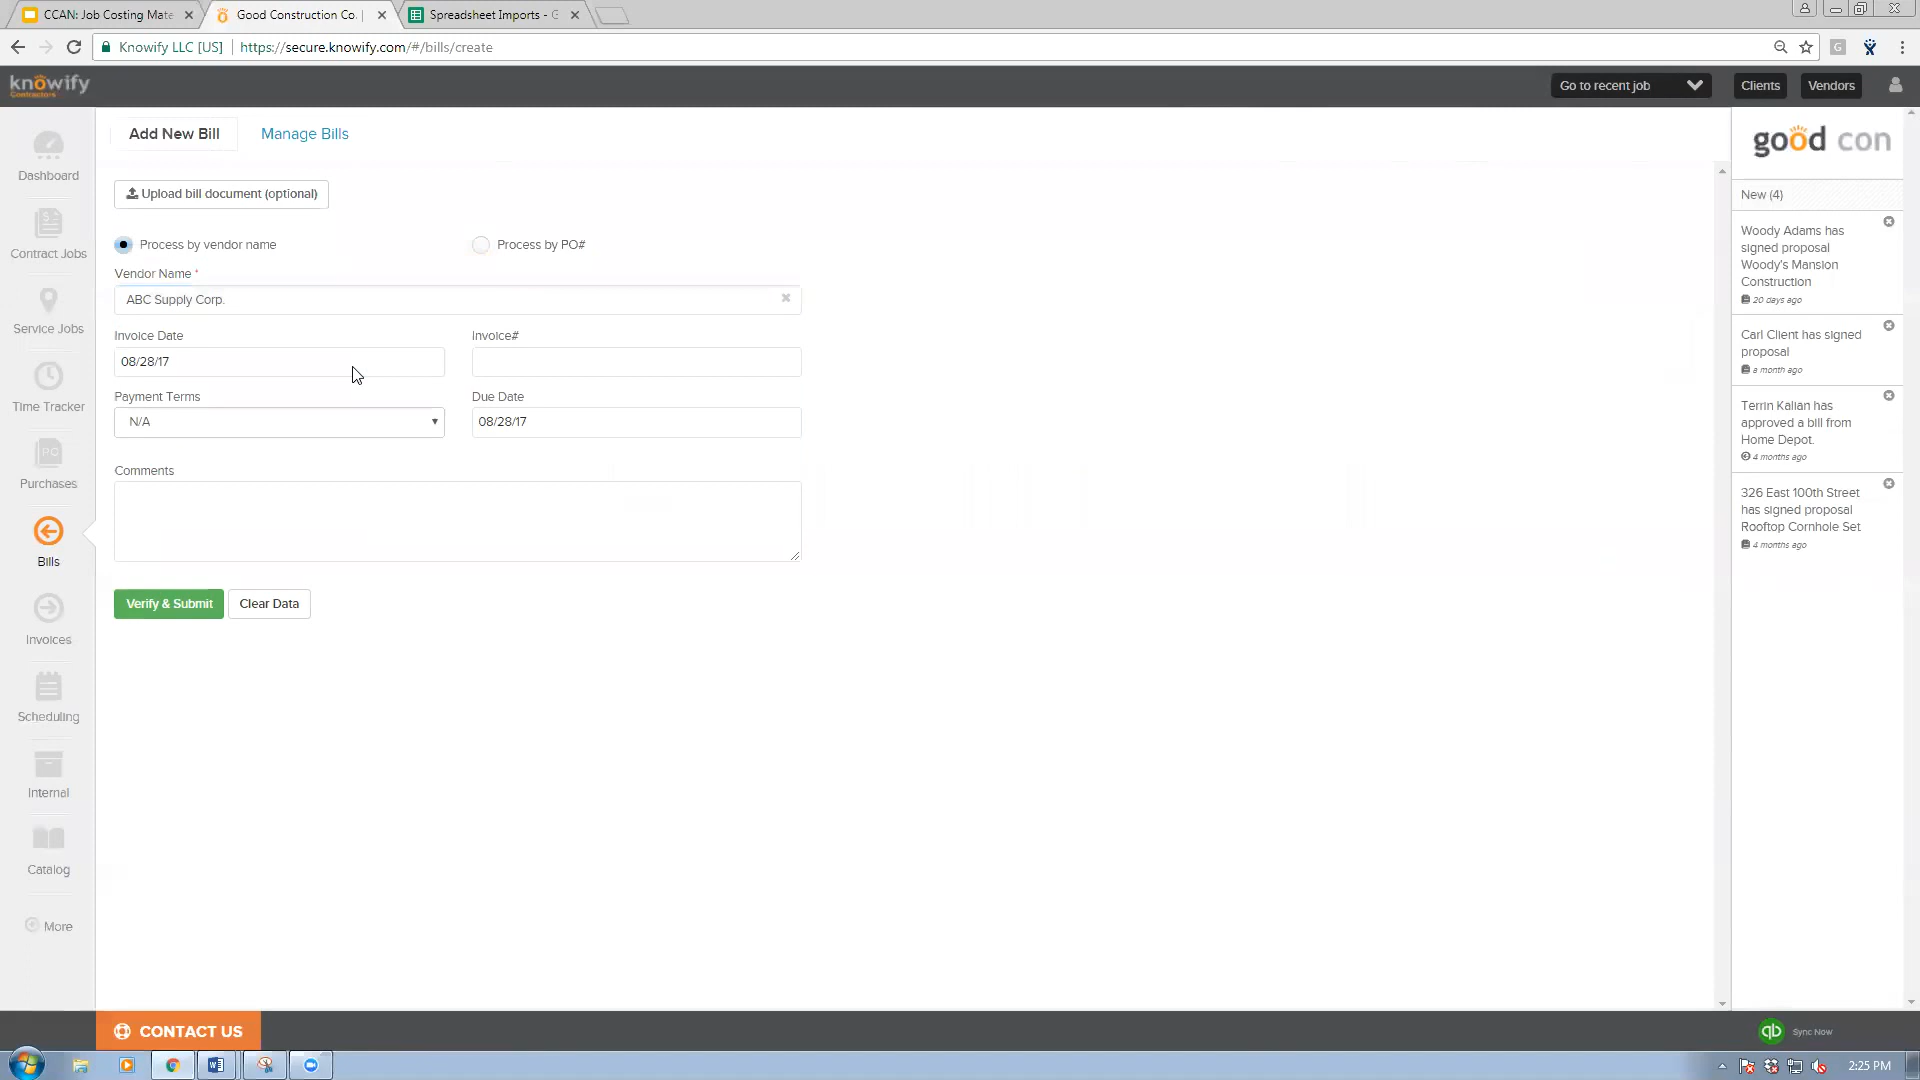 CCAN: Job Costing Mate
Good Construction Co. |
Spreadsheet Imports - G
Knowify LLC [US] https://secure.knowify.com/#/bills/create
G
knowify
Contractors
Go to recent job
Clients
Vendors
Dashboard
Contract Jobs
Service Jobs
Time Tracker
PO
Purchases
Bills
Invoices
Scheduling
Internal
Catalog
More
Add New Bill
Manage Bills
Upload bill document (optional)
Process by vendor name
Process by PO#
Vendor Name *
ABC Supply Corp.
Invoice Date
Invoice#
08/28/17
Payment Terms
Due Date
N/A
08/28/17
Comments
Verify & Submit
Clear Data
good con
New (4)
Woody Adams has
signed proposal
Woody's Mansion
Construction
20 days ago
Carl Client has signed
proposal
a month ago
Terrin Kalian has
approved a bill from
Home Depot.
4 months ago
326 East 100th Street
has signed proposal
Rooftop Cornhole Set
4 months ago
CONTACT US
qb Sync Now
2:25 PM